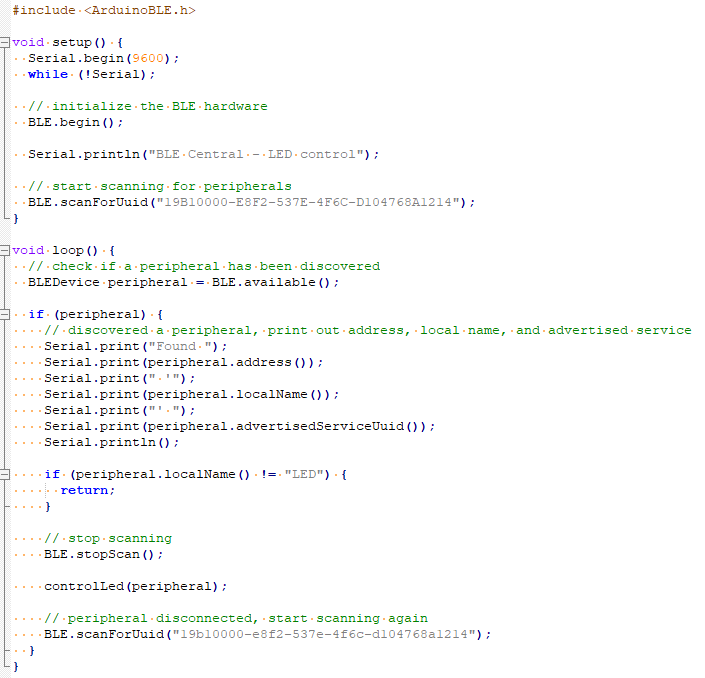 #include <ArduinoBLE.h>
void setup() {
  Serial.begin(9600);
  while (!Serial);
  // initialize the BLE hardware
  BLE.begin();
  Serial.println("BLE Central - LED control");
  // start scanning for peripherals
  BLE.scanForUuid("19B10000-E8F2-537E-4F6C-D104768A1214");
}
void loop() {
  // check if a peripheral has been discovered
  BLEDevice peripheral = BLE.available();
  if (peripheral) {
    // discovered a peripheral, print out address, local name, and advertised service
    Serial.print("Found ");
    Serial.print(peripheral.address());
    Serial.print(" '");
    Serial.print(peripheral.localName());
    Serial.print("' ");
    Serial.print(peripheral.advertisedServiceUuid());
    Serial.println();
    if (peripheral.localName() != "LED") {
      return;
    }
    // stop scanning
    BLE.stopScan();
    controlLed(peripheral);
    // peripheral disconnected, start scanning again
    BLE.scanForUuid("19b10000-e8f2-537e-4f6c-d104768a1214");
  }
}